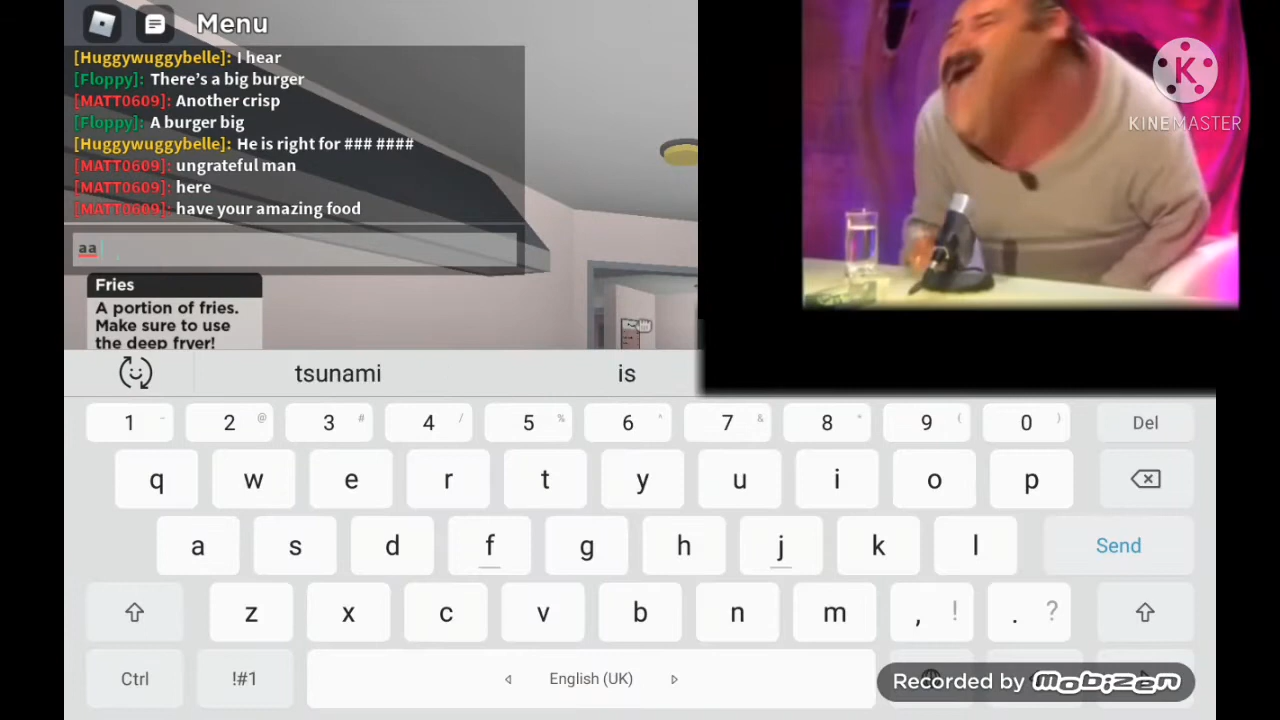 Menu
[Huggywuggybelle]: I hear
[Floppy]: There's a big burger
[MATT0609]: Another crisp
[Floppy]: A burger big
[Huggywuggybelle]: He is right for ### ####
[MATT0609]: ungrateful man
[MATT0609]: here
[MATT0609]: have your amazing food
aa
Fries
A portion of fries.
Make sure to use
the deep fryer!
K
KINEMASTER
tsunami is
1 - 2 @ 3 # 4 / 5 % 6 ^ 7 & 8 * 9 ( 0 ) Del
q w e r t y u i o p
a s d f g h j k l Send
z x c v b n m , ! . ?
Ctrl !#1 English (UK)
Recorded by mobizen